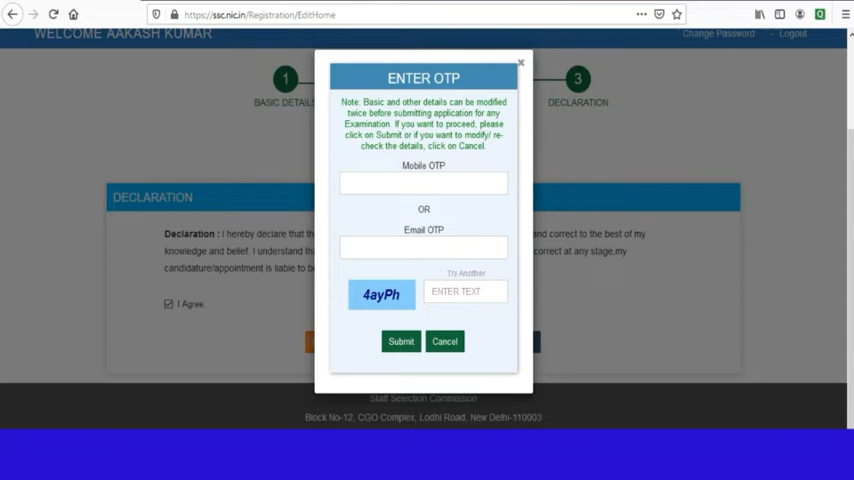 https://ssc.nic.in/Registration/EditHome
WELCOME AAKASH KUMAR
Change Password - Logout
1
3
BASIC DETAILS
DECLARATION
ENTER OTP
Note: Basic and other details can be modified
twice before submitting application for any
Examination. If you want to proceed, please
click on Submit or if you want to modify/ re-
check the details, click on Cancel.
Mobile OTP
OR
Email OTP
Try Another
4ayPh
ENTER TEXT
Submit
Cancel
DECLARATION
Declaration : I hereby declare that th
and correct to the best of my
knowledge and belief. I understand tha
orrect at any stage,my
candidature/appointment is liable to be
I Agree.
Staff Selection Commission
Block No-12, CGO Complex, Lodhi Road, New Delhi-110003